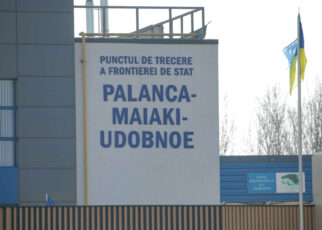 PUNCTUL DE TRECERE
A FRONTIEREI DE STAT
PALANCA-
MAIAKI-
UDOBNOE